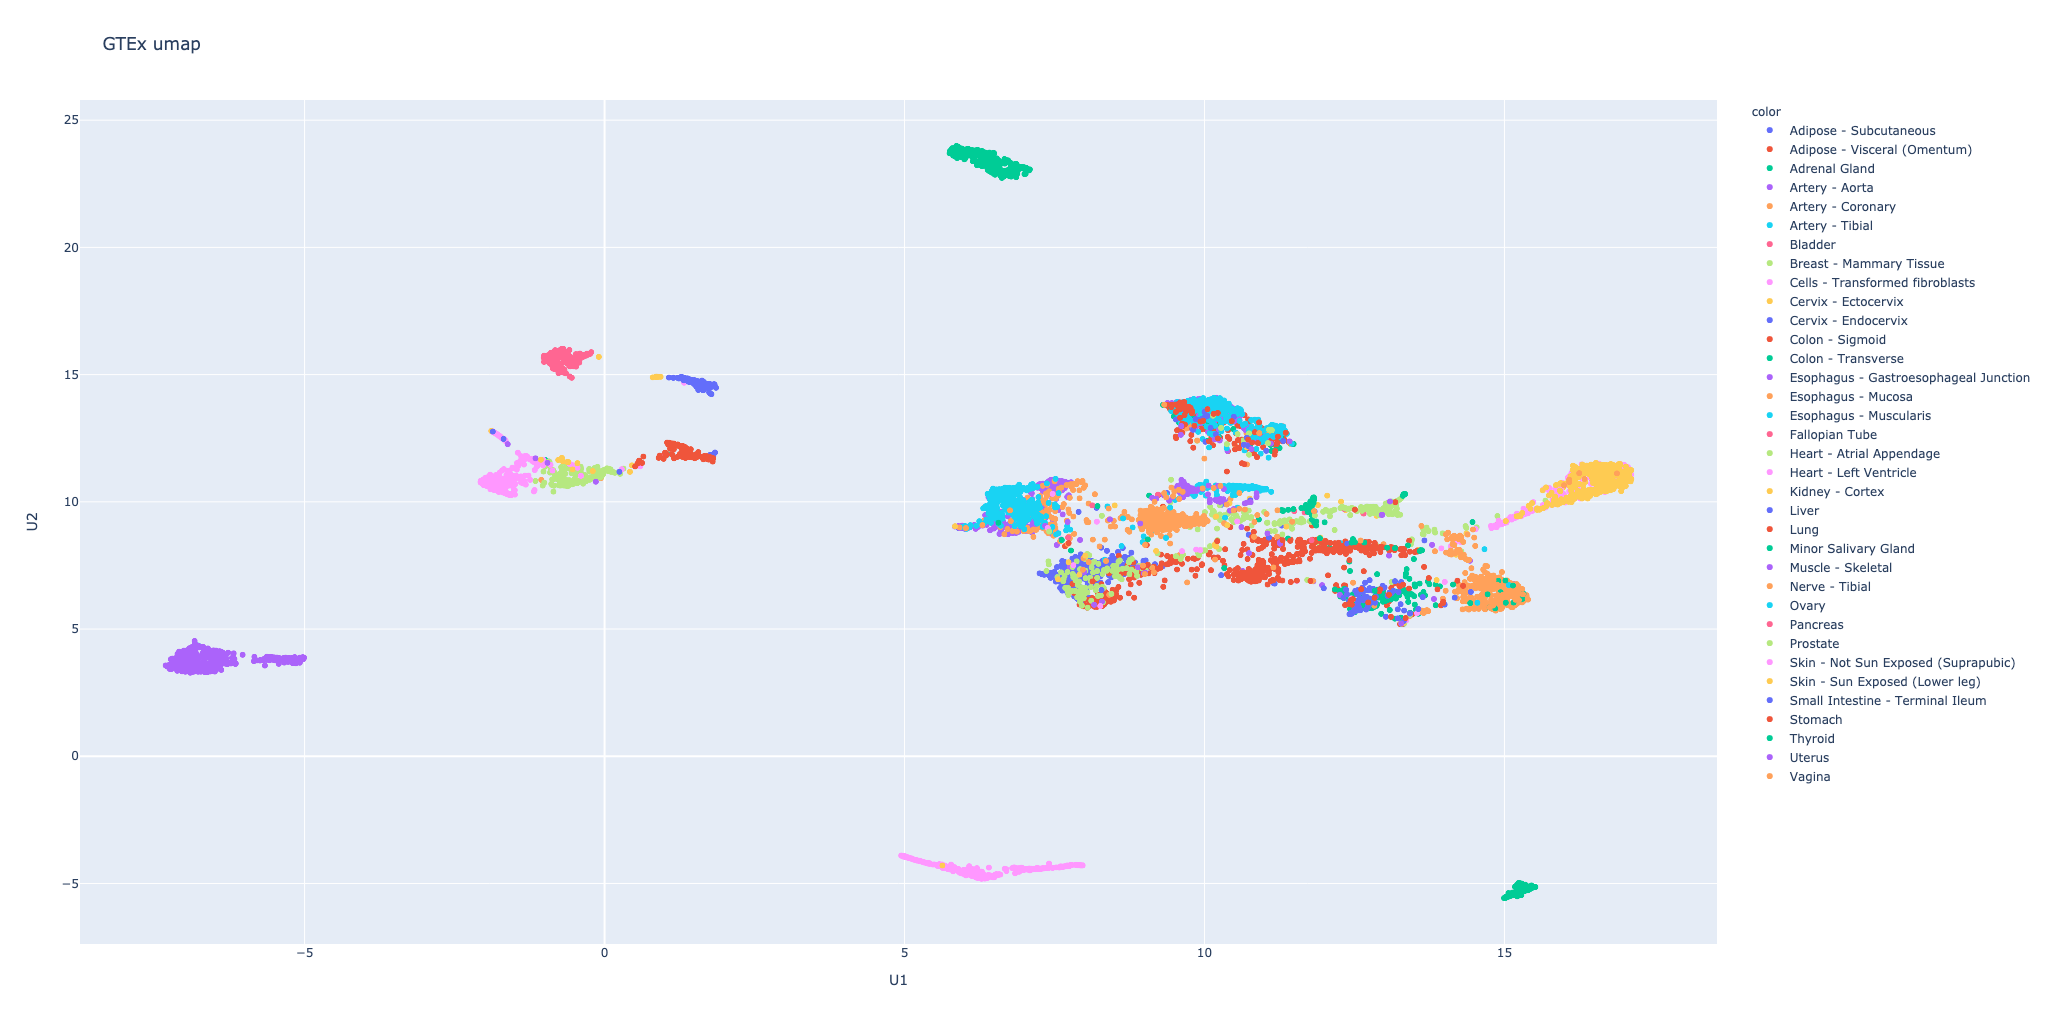 GTEx umap
25
20
15
10
5
0
−5
−5
0
5
10
15
U1
U2
color
Adipose - Subcutaneous
Adipose - Visceral (Omentum)
Adrenal Gland
Artery - Aorta
Artery - Coronary
Artery - Tibial
Bladder
Breast - Mammary Tissue
Cells - Transformed fibroblasts
Cervix - Ectocervix
Cervix - Endocervix
Colon - Sigmoid
Colon - Transverse
Esophagus - Gastroesophageal Junction
Esophagus - Mucosa
Esophagus - Muscularis
Fallopian Tube
Heart - Atrial Appendage
Heart - Left Ventricle
Kidney - Cortex
Liver
Lung
Minor Salivary Gland
Muscle - Skeletal
Nerve - Tibial
Ovary
Pancreas
Prostate
Skin - Not Sun Exposed (Suprapubic)
Skin - Sun Exposed (Lower leg)
Small Intestine - Terminal Ileum
Stomach
Thyroid
Uterus
Vagina